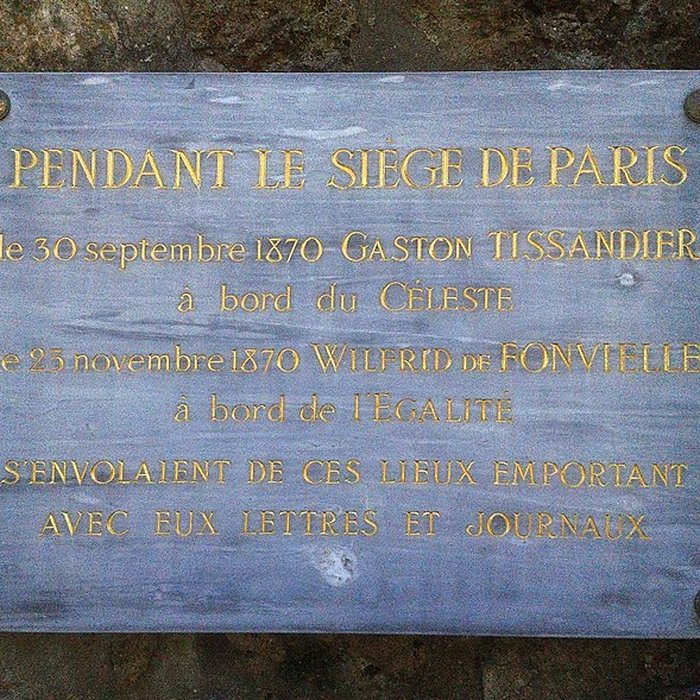 PENDANT LE SIÈGE DE PARIS
le 30 septembre 1870 GASTON TISSANDIER
à bord du CÉLESTE
le 23 novembre 1870 WILFRID DE FONVIELLE
à bord de l'EGALITÉ
S'ENVOLAIENT DE CES LIEUX EMPORTANT
AVEC EUX LETTRES ET JOURNAUX